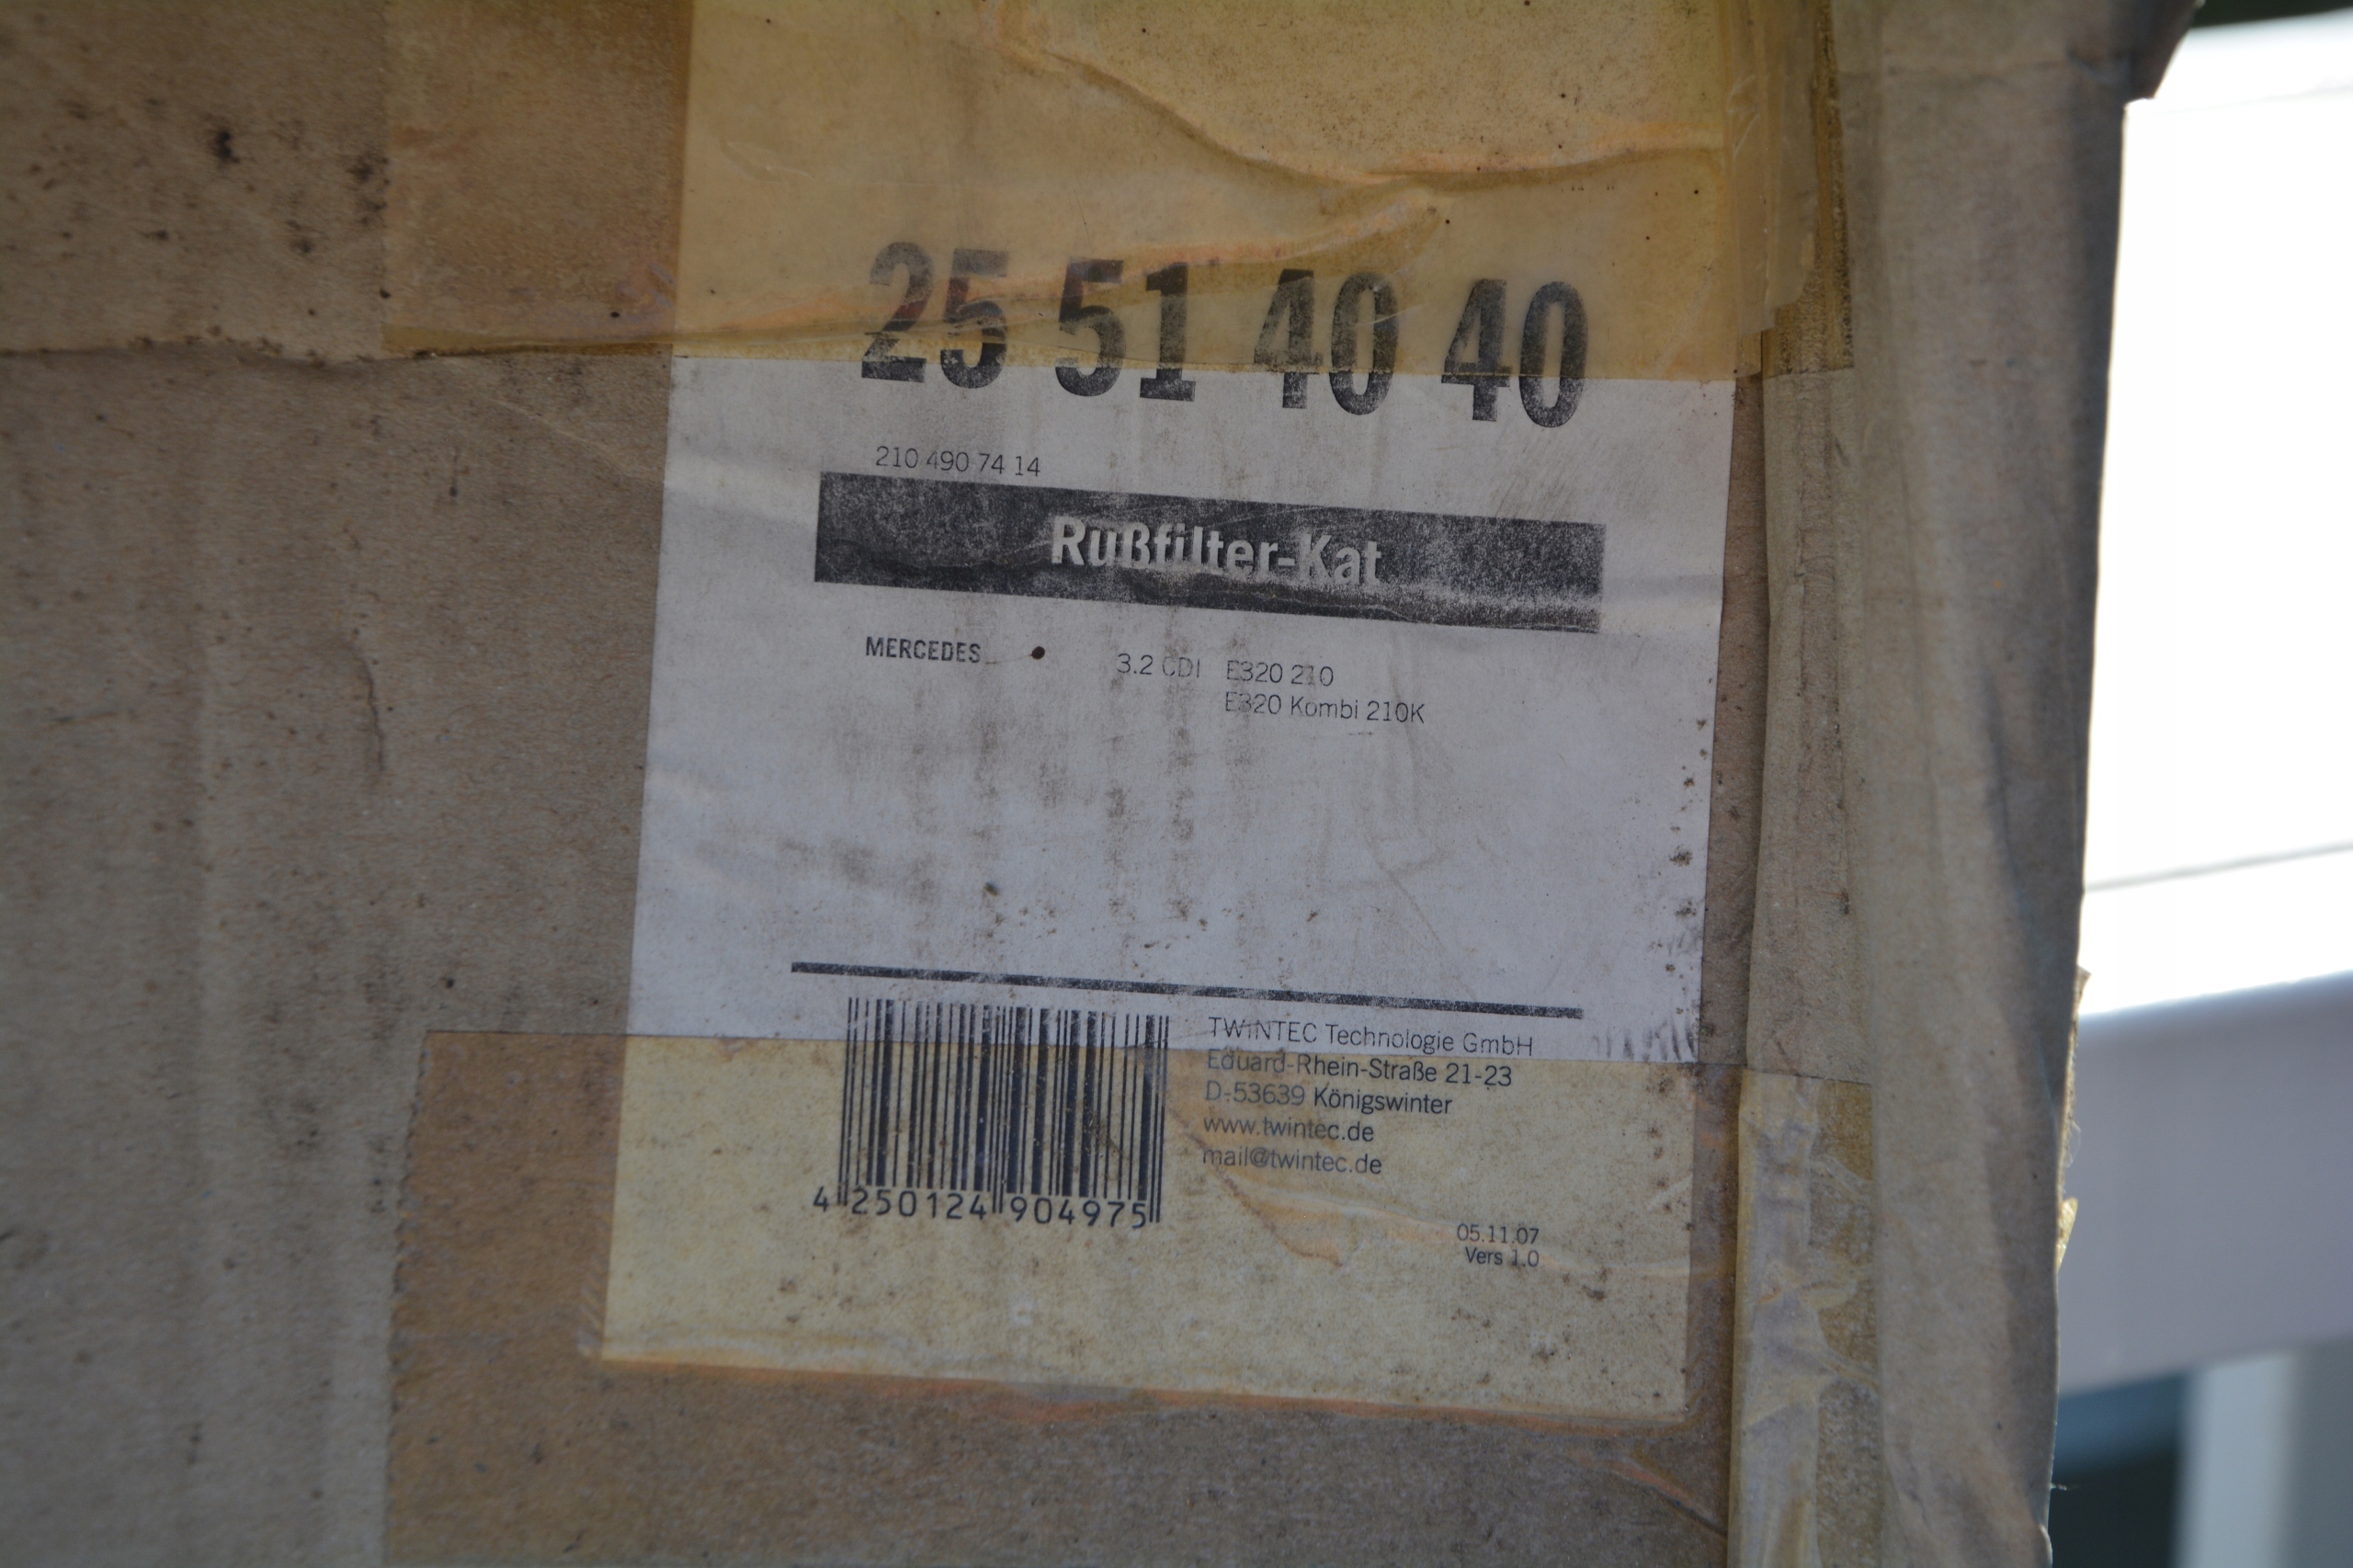 25 51 40 40
210 490 74 14
Rußfilter-Kat
MERCEDES 3.2 CDI E320 210
E320 Kombi 210K
TWINTEC Technologie GmbH
Eduard-Rhein-Straße 21-23
D-53639 Königswinter
www.twintec.de
mail@twintec.de
4 250124 904975
05.11.07
Vers 1.0